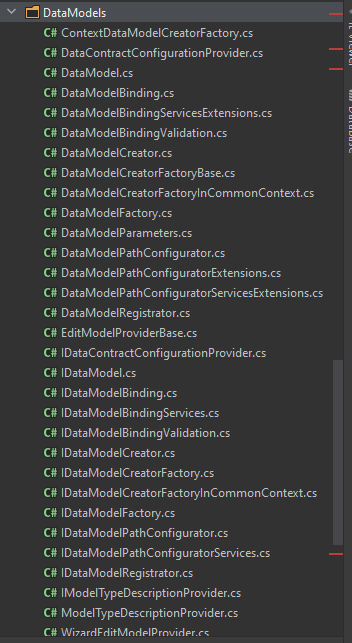 DataModels
C# ContextDataModelCreatorFactory.cs
C# DataContractConfigurationProvider.cs
C# DataModel.cs
C# DataModelBinding.cs
C# DataModelBindingServicesExtensions.cs
C# DataModelBindingValidation.cs
C# DataModelCreator.cs
C# DataModelCreatorFactoryBase.cs
C# DataModelCreatorFactoryInCommonContext.cs
C# DataModelFactory.cs
C# DataModelParameters.cs
C# DataModelPathConfigurator.cs
C# DataModelPathConfiguratorExtensions.cs
C# DataModelPathConfiguratorServicesExtensions.cs
C# DataModelRegistrator.cs
C# EditModelProviderBase.cs
C# IDataContractConfigurationProvider.cs
C# IDataModel.cs
C# IDataModelBinding.cs
C# IDataModelBindingServices.cs
C# IDataModelBindingValidation.cs
C# IDataModelCreator.cs
C# IDataModelCreatorFactory.cs
C# IDataModelCreatorFactoryInCommonContext.cs
C# IDataModelFactory.cs
C# IDataModelPathConfigurator.cs
C# IDataModelPathConfiguratorServices.cs
C# IDataModelRegistrator.cs
C# IModelTypeDescriptionProvider.cs
C# ModelTypeDescriptionProvider.cs
C# WizardEditModelProvider.cs